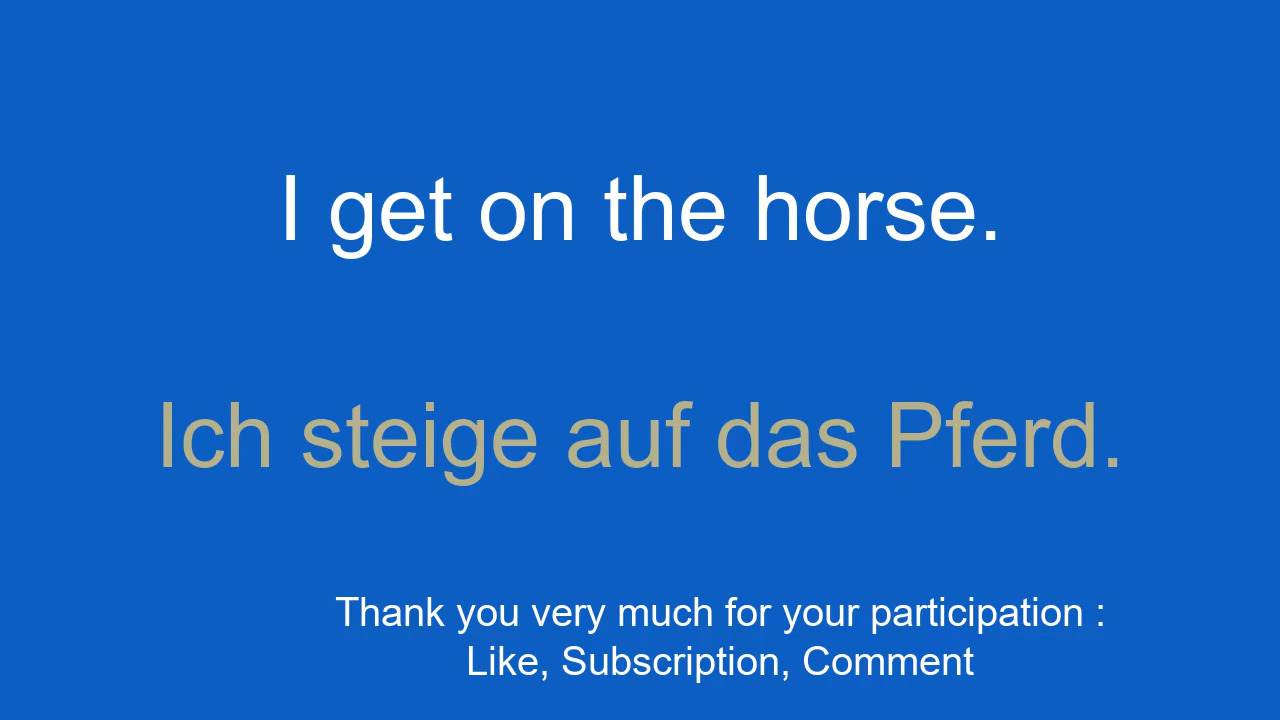 I get on the horse.
Ich steige auf das Pferd.
Thank you very much for your participation :
Like, Subscription, Comment